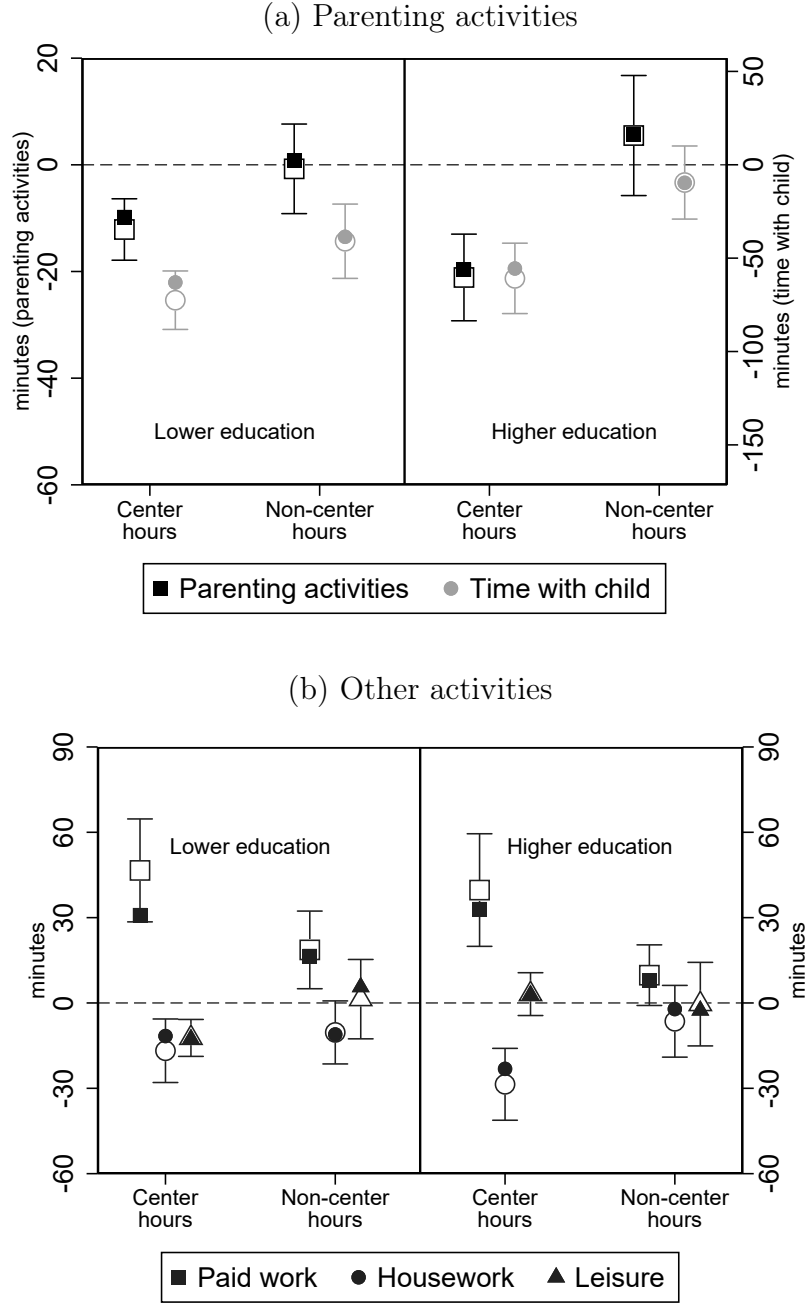 (a) Parenting activities
20
0
-20
-40
-60
minutes (parenting activities)
50
0
-50
-100
-150
minutes (time with child)
Lower education
Higher education
Center hours
Non-center hours
Center hours
Non-center hours
Parenting activities
Time with child
(b) Other activities
90
60
30
0
-30
-60
minutes
90
60
30
0
-30
-60
minutes
Lower education
Higher education
Center hours
Non-center hours
Center hours
Non-center hours
Paid work
Housework
Leisure